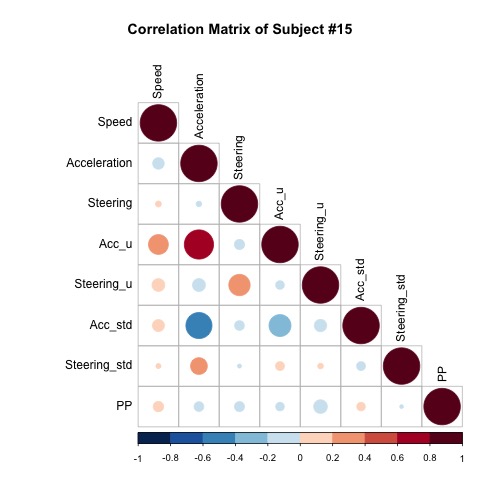 Correlation Matrix of Subject #15
Speed
Acceleration
Steering
Acc_u
Steering_u
Acc_std
Steering_std
PP
Speed
Acceleration
Steering
Acc_u
Steering_u
Acc_std
Steering_std
PP
-1 -0.8 -0.6 -0.4 -0.2 0 0.2 0.4 0.6 0.8 1